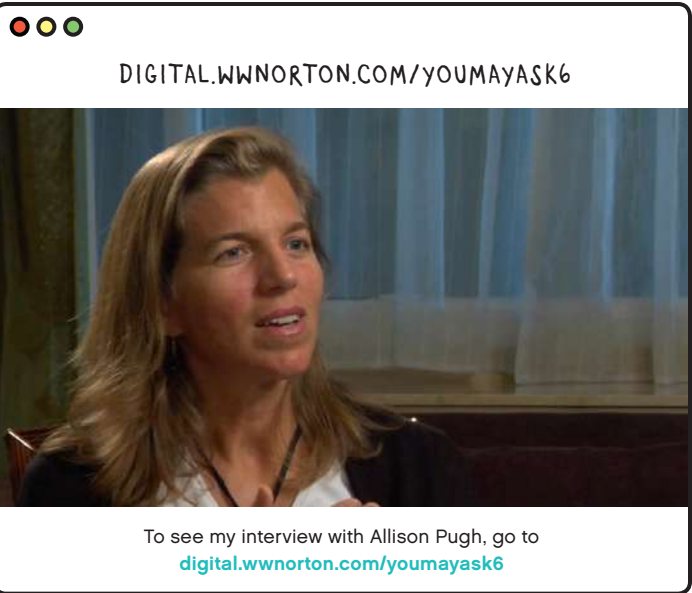 DIGITAL.WWNORTON.COM/YOUMAYASK6
To see my interview with Allison Pugh, go to
digital.wwnorton.com/youmayask6